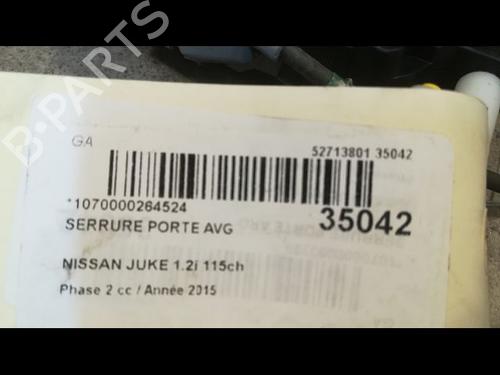 B-PARTS
GA
52713801 35042
*1070000264524
35042
SERRURE PORTE AVG
NISSAN JUKE 1.2i 115ch
Phase 2 cc / Année 2015